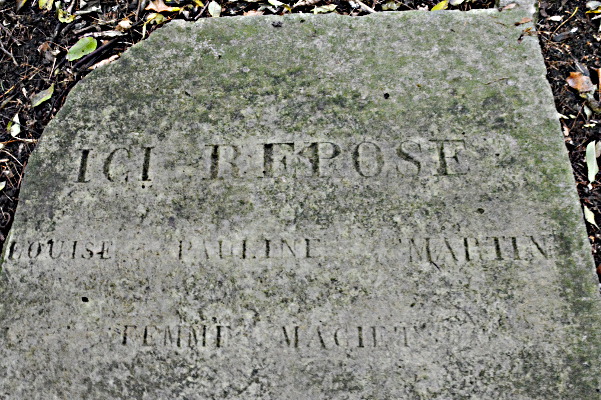 ICI REPOSE
LOUISE PAULINE MARTIN
FEMME MACIET